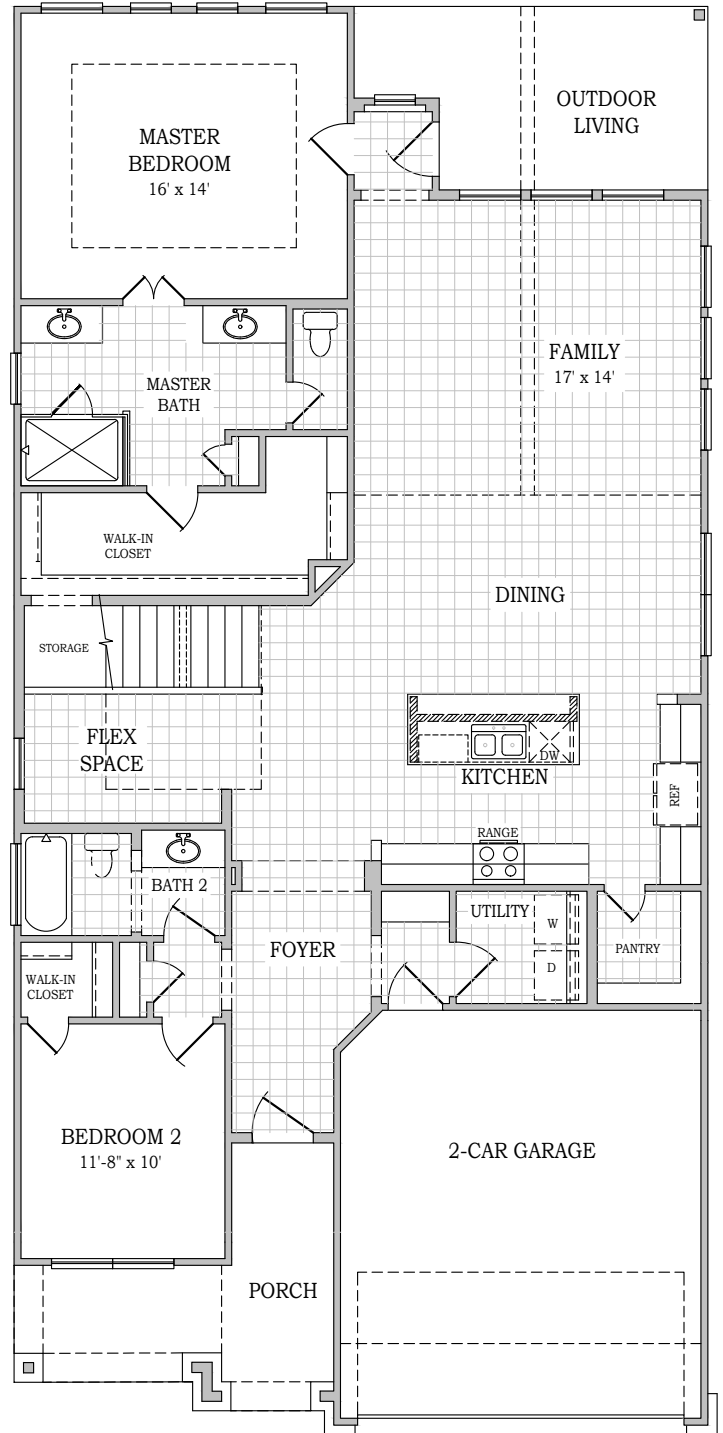 OUTDOOR
LIVING
MASTER
BEDROOM
16' x 14'
FAMILY
17' x 14'
MASTER
BATH
WALK-IN
CLOSET
DINING
STORAGE
FLEX
SPACE
DW
KITCHEN
REF
RANGE
BATH 2
UTILITY
W
D
PANTRY
FOYER
WALK-IN
CLOSET
BEDROOM 2
11'-8" x 10'
2-CAR GARAGE
PORCH